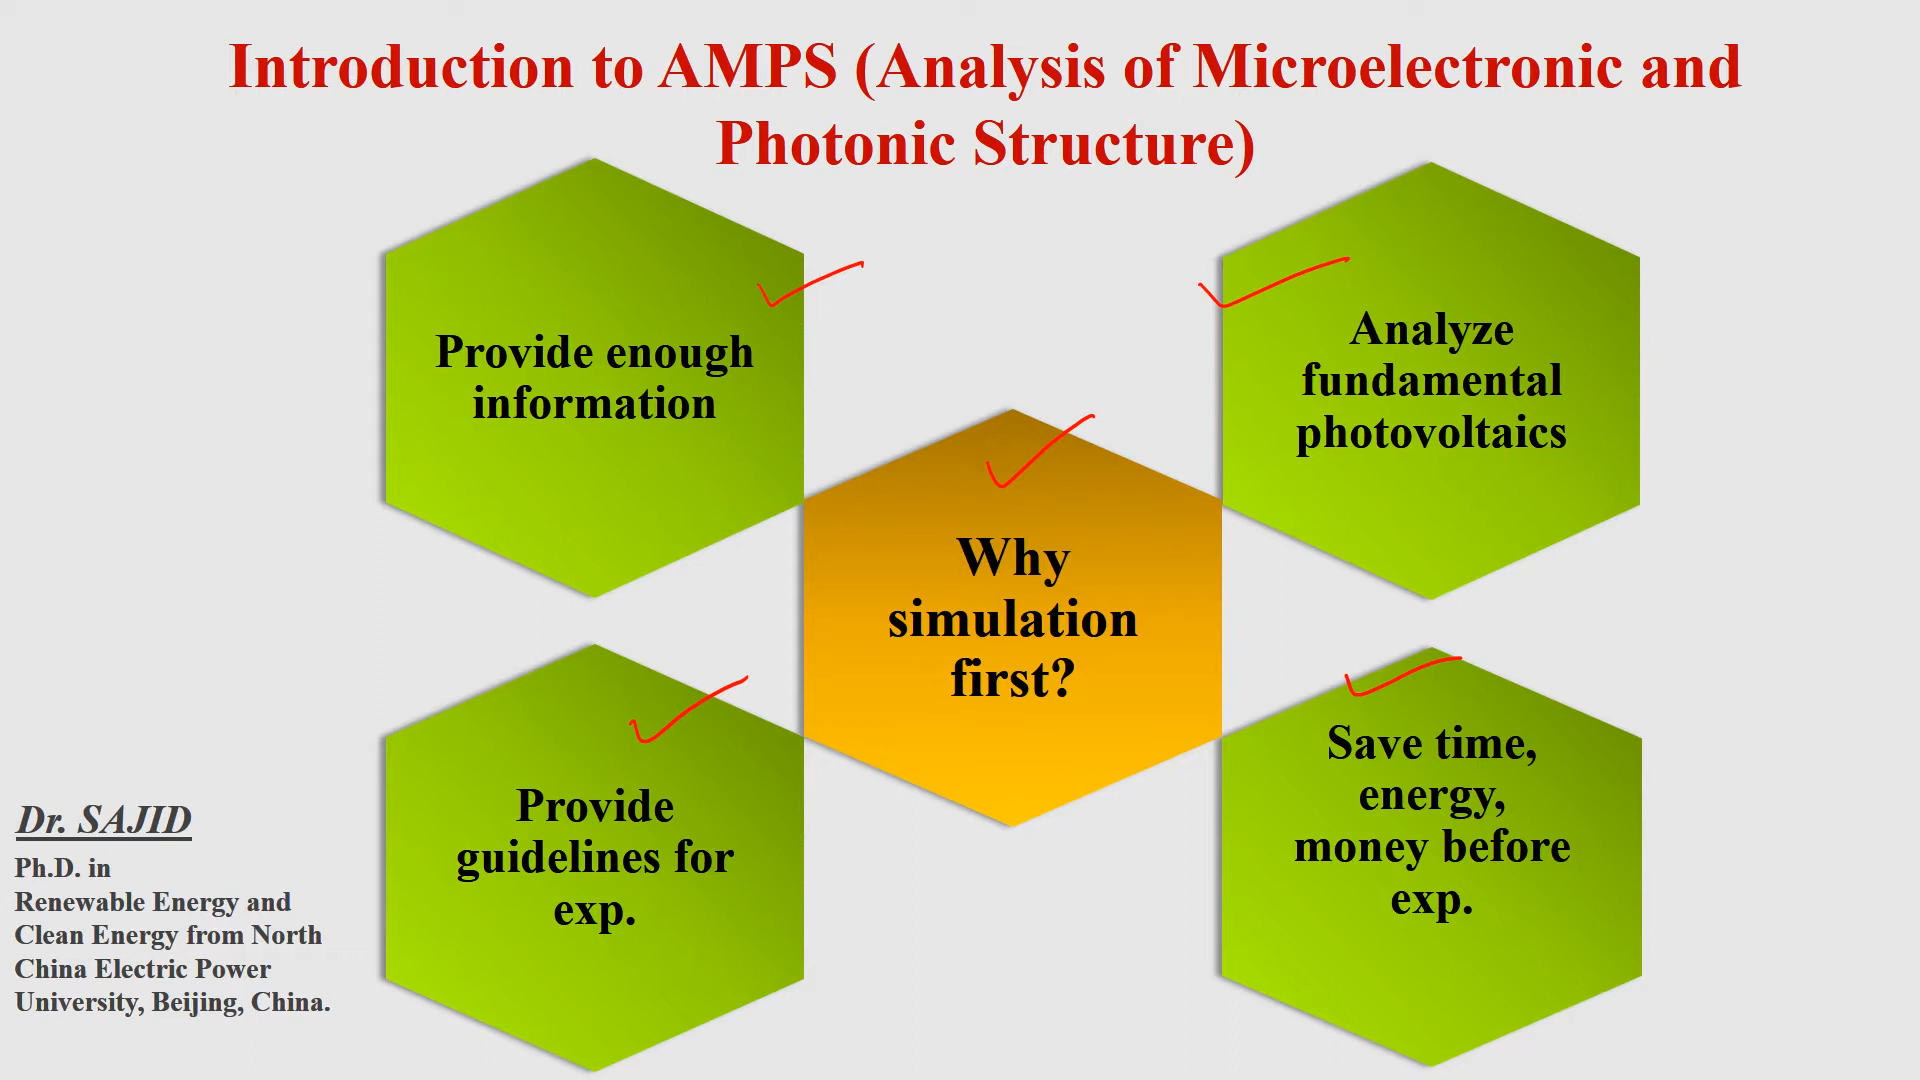 Introduction to AMPS (Analysis of Microelectronic and
Photonic Structure)
Provide enough
information
Analyze
fundamental
photovoltaics
Why
simulation
first?
Provide
guidelines for
exp.
Save time,
energy,
money before
exp.
Dr. SAJID
Ph.D. in
Renewable Energy and
Clean Energy from North
China Electric Power
University, Beijing, China.